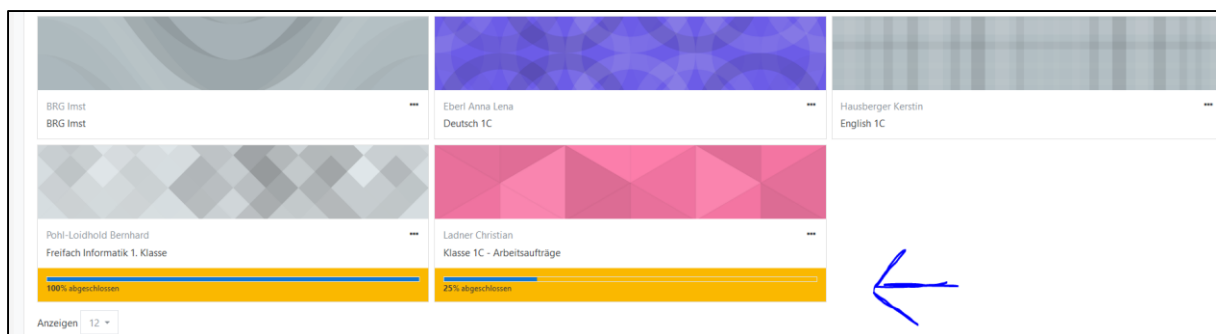 BRG Imst
BRG Imst
Eberl Anna Lena
Deutsch 1C
Hausberger Kerstin
English 1C
Pohl-Loidhold Bernhard
Freifach Informatik 1. Klasse
100% abgeschlossen
Ladner Christian
Klasse 1C - Arbeitsaufträge
25% abgeschlossen
Anzeigen 12